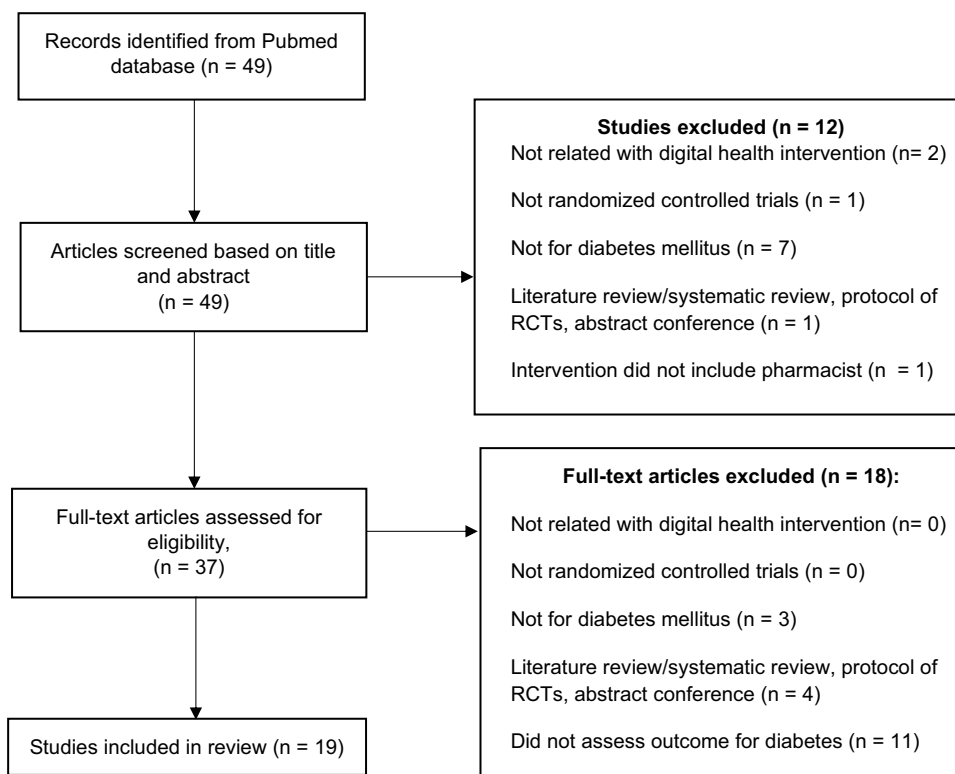 Records identified from Pubmed
database (n = 49)
Articles screened based on title
and abstract
(n = 49)
Studies excluded (n = 12)
Not related with digital health intervention (n= 2)
Not randomized controlled trials (n = 1)
Not for diabetes mellitus (n = 7)
Literature review/systematic review, protocol of
RCTs, abstract conference (n = 1)
Intervention did not include pharmacist (n  = 1)
Full-text articles assessed for
eligibility,
(n = 37)
Full-text articles excluded (n = 18):
Not related with digital health intervention (n= 0)
Not randomized controlled trials (n = 0)
Not for diabetes mellitus (n = 3)
Literature review/systematic review, protocol of
RCTs, abstract conference (n = 4)
Did not assess outcome for diabetes (n = 11)
Studies included in review (n = 19)